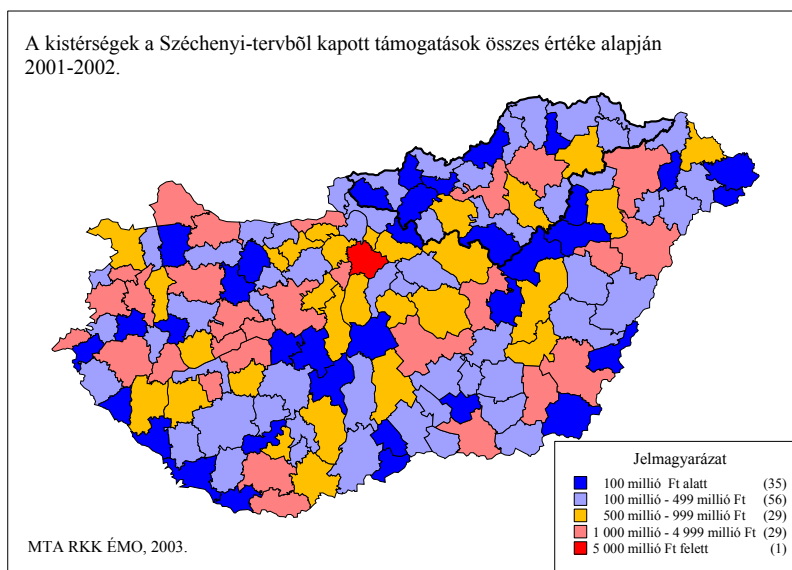 A kistérségek a Széchenyi-tervbõl kapott támogatások összes értéke alapján
2001-2002.
Jelmagyarázat
100 millió Ft alatt (35)
100 millió - 499 millió Ft (56)
500 millió - 999 millió Ft (29)
1 000 millió - 4 999 millió Ft (29)
5 000 millió Ft felett (1)
MTA RKK ÉMO, 2003.